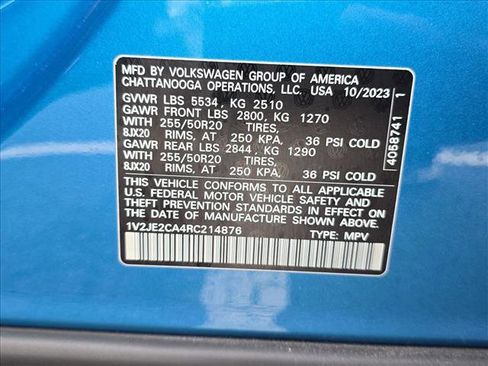 MFD. BY VOLKSWAGEN GROUP OF AMERICA
CHATTANOOGA OPERATIONS, LLC. USA 10/2023
GVWR LBS 5534, KG 2510
GAWR FRONT LBS 2800, KG 1270
WITH 255/50R20 TIRES,
8JX20 RIMS, AT 250 KPA, 36 PSI COLD
GAWR REAR LBS 2844, KG 1290
WITH 255/50R20 TIRES,
8JX20 RIMS, AT 250 KPA, 36 PSI COLD
THIS VEHICLE CONFORMS TO ALL APPLICABLE
U.S. FEDERAL MOTOR VEHICLE SAFETY AND
THEFT PREVENTION STANDARDS IN EFFECT ON
THE DATE OF MANUFACTURE SHOWN ABOVE.
1V2JE2CA4RC214876 TYPE: MPV
4058741 1